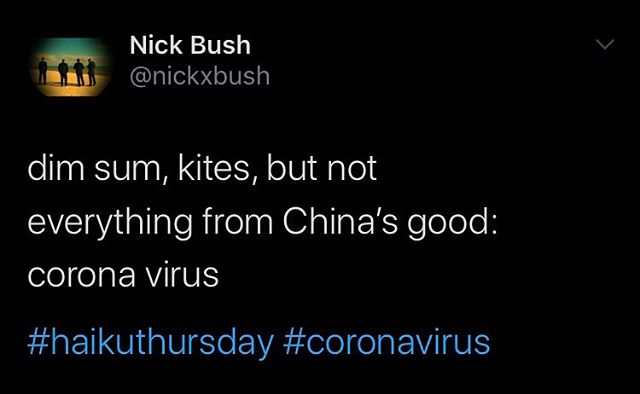 Nick Bush
@nickxbush
dim sum, kites, but not
everything from China’s good:
corona virus
#haikuthursday #coronavirus